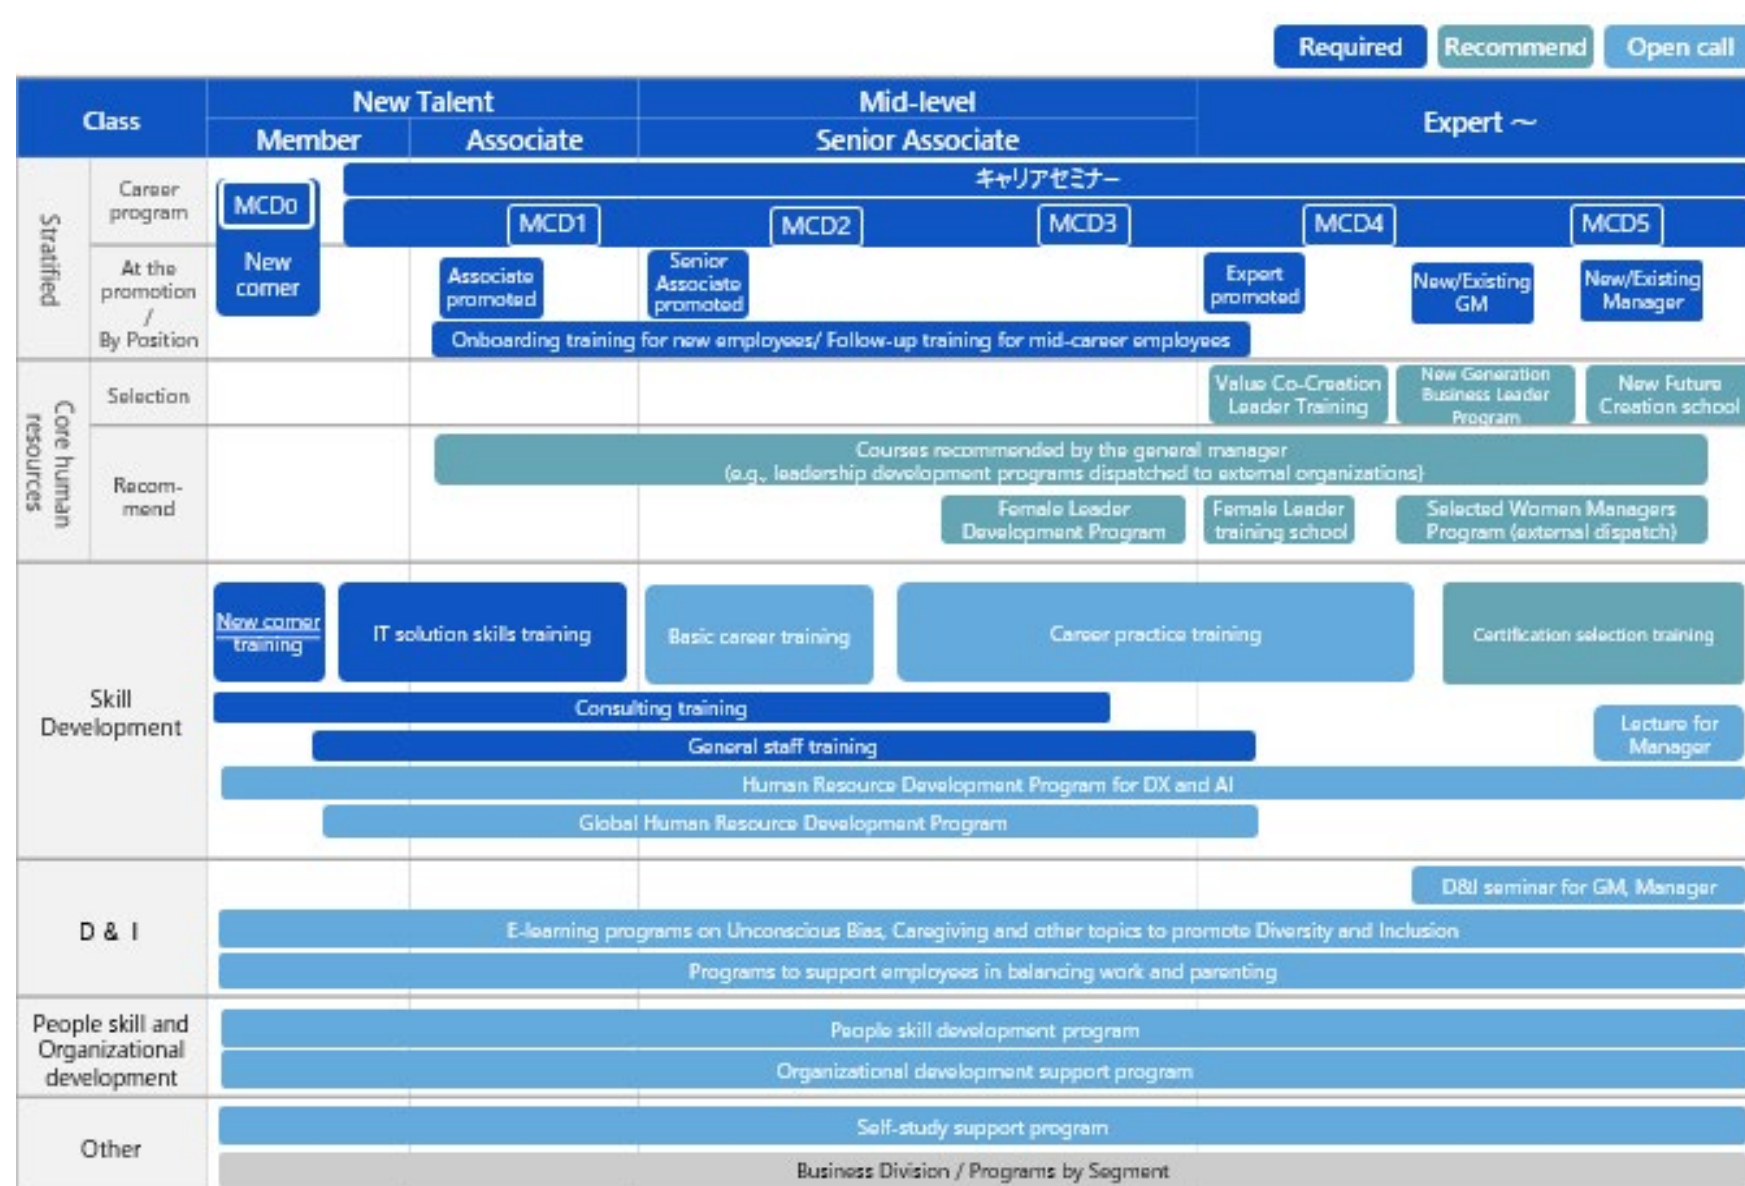 Required Recommend Open call
Class
New Talent
Mid-level
Expert ～
Member
Associate
Senior Associate
Stratified
Career
program
MCD0
キャリアセミナー
MCD1
MCD2
MCD3
MCD4
MCD5
At the
promotion
/
By Position
New
comer
Associate
promoted
Senior
Associate
promoted
Expert
promoted
New/Existing
GM
New/Existing
Manager
Onboarding training for new employees/ Follow-up training for mid-career employees
Core human
resources
Selection
Value Co-Creation
Leader Training
New Generation
Business Leader
Program
New Future
Creation school
Recom-
mend
Courses recommended by the general manager
(e.g., leadership development programs dispatched to external organizations)
Female Leader
Development Program
Female Leader
training school
Selected Women Managers
Program (external dispatch)
Skill
Development
New comer
training
IT solution skills training
Basic career training
Career practice training
Certification selection training
Consulting training
Lecture for
Manager
General staff training
Human Resource Development Program for DX and AI
Global Human Resource Development Program
D & I
D&I seminar for GM, Manager
E-learning programs on Unconscious Bias, Caregiving and other topics to promote Diversity and Inclusion
Programs to support employees in balancing work and parenting
People skill and
Organizational
development
People skill development program
Organizational development support program
Other
Self-study support program
Business Division / Programs by Segment